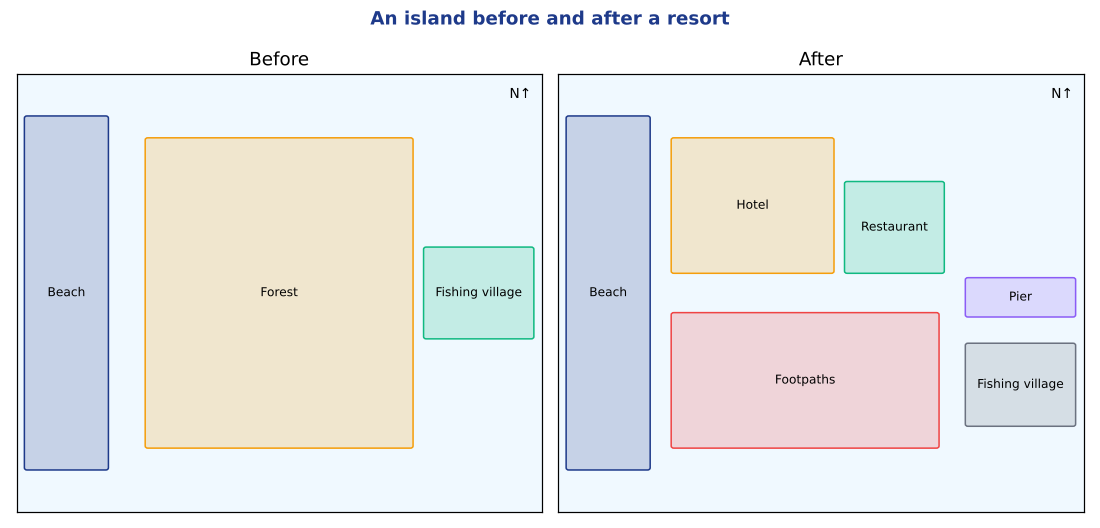 An island before and after a resort
Before
N↑
Beach
Forest
Fishing village
After
N↑
Hotel
Restaurant
Beach
Pier
Footpaths
Fishing village